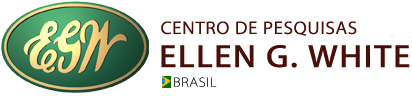 EGW
CENTRO DE PESQUISAS
ELLEN G. WHITE
BRASIL